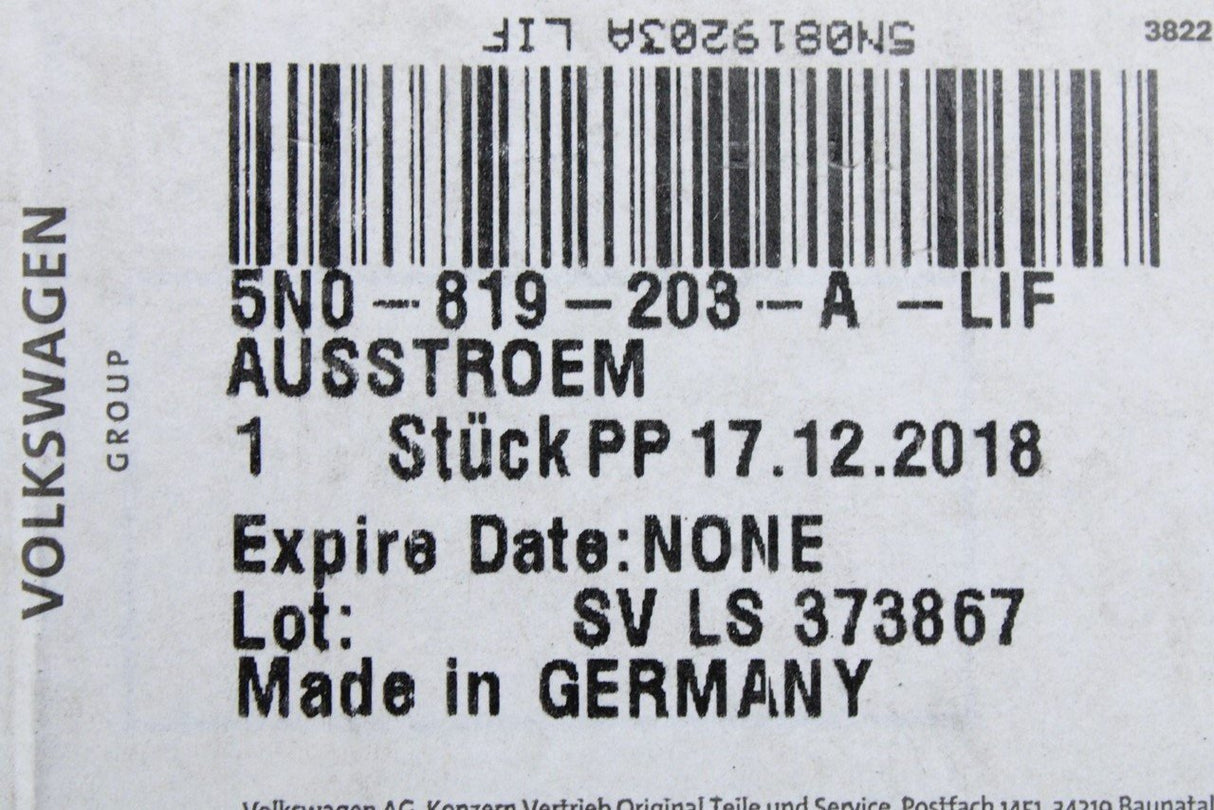 5N0819203A LIF
3822
5N0-819-203-A -LIF
AUSSTROEM
1 Stück PP 17.12.2018
Expire Date:NONE
Lot: SV LS 373867
Made in GERMANY
VOLKSWAGEN
GROUP
Volkswagen AG, Konzern Vertrieb Original Teile und Service, Postfach 1451, 34219 Baunatal